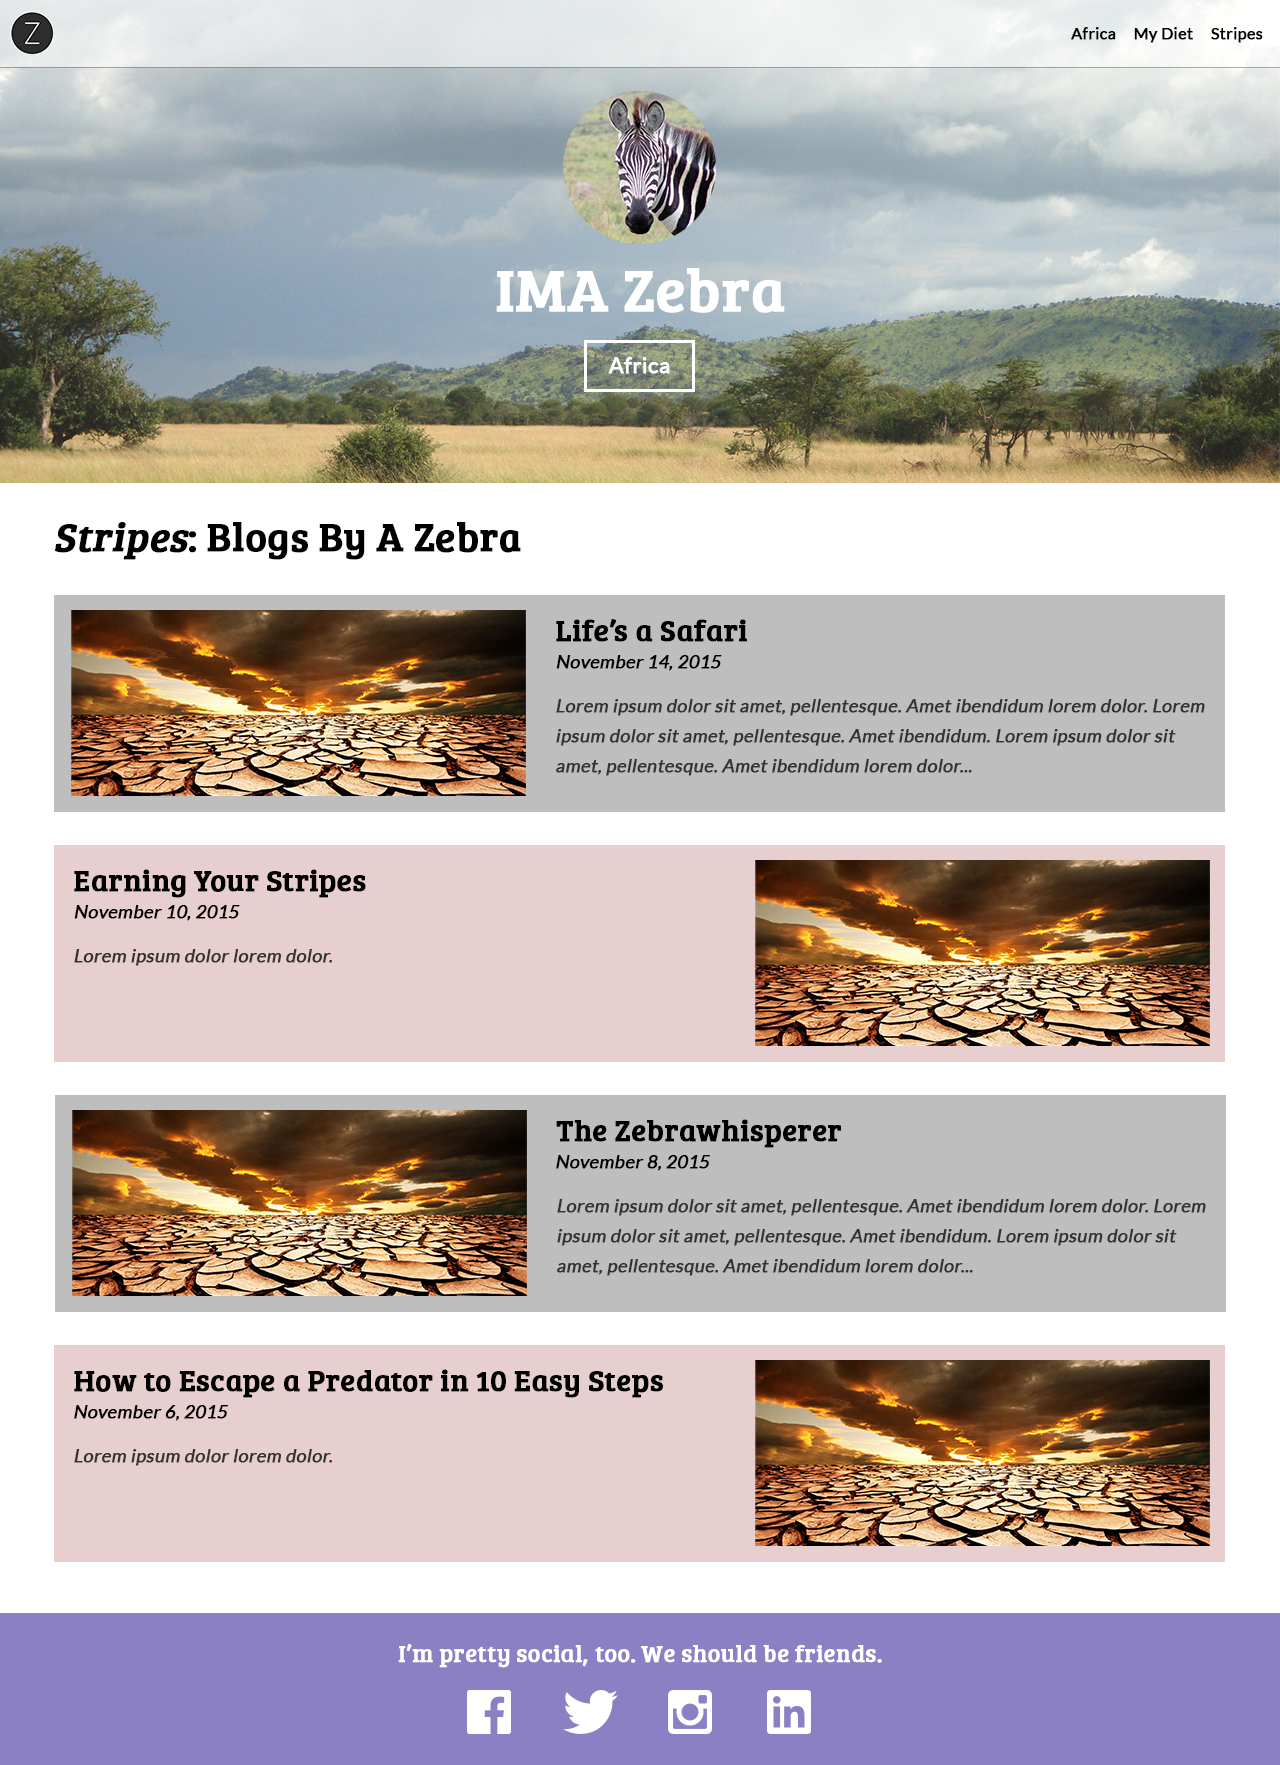 Z
Africa My Diet Stripes
IMA Zebra
Africa
Stripes: Blogs By A Zebra
Life’s a Safari
November 14, 2015
Lorem ipsum dolor sit amet, pellentesque. Amet ibendidum lorem dolor. Lorem
ipsum dolor sit amet, pellentesque. Amet ibendidum. Lorem ipsum dolor sit
amet, pellentesque. Amet ibendidum lorem dolor...
Earning Your Stripes
November 10, 2015
Lorem ipsum dolor lorem dolor.
The Zebrawhisperer
November 8, 2015
Lorem ipsum dolor sit amet, pellentesque. Amet ibendidum lorem dolor. Lorem
ipsum dolor sit amet, pellentesque. Amet ibendidum. Lorem ipsum dolor sit
amet, pellentesque. Amet ibendidum lorem dolor...
How to Escape a Predator in 10 Easy Steps
November 6, 2015
Lorem ipsum dolor lorem dolor.
I’m pretty social, too. We should be friends.